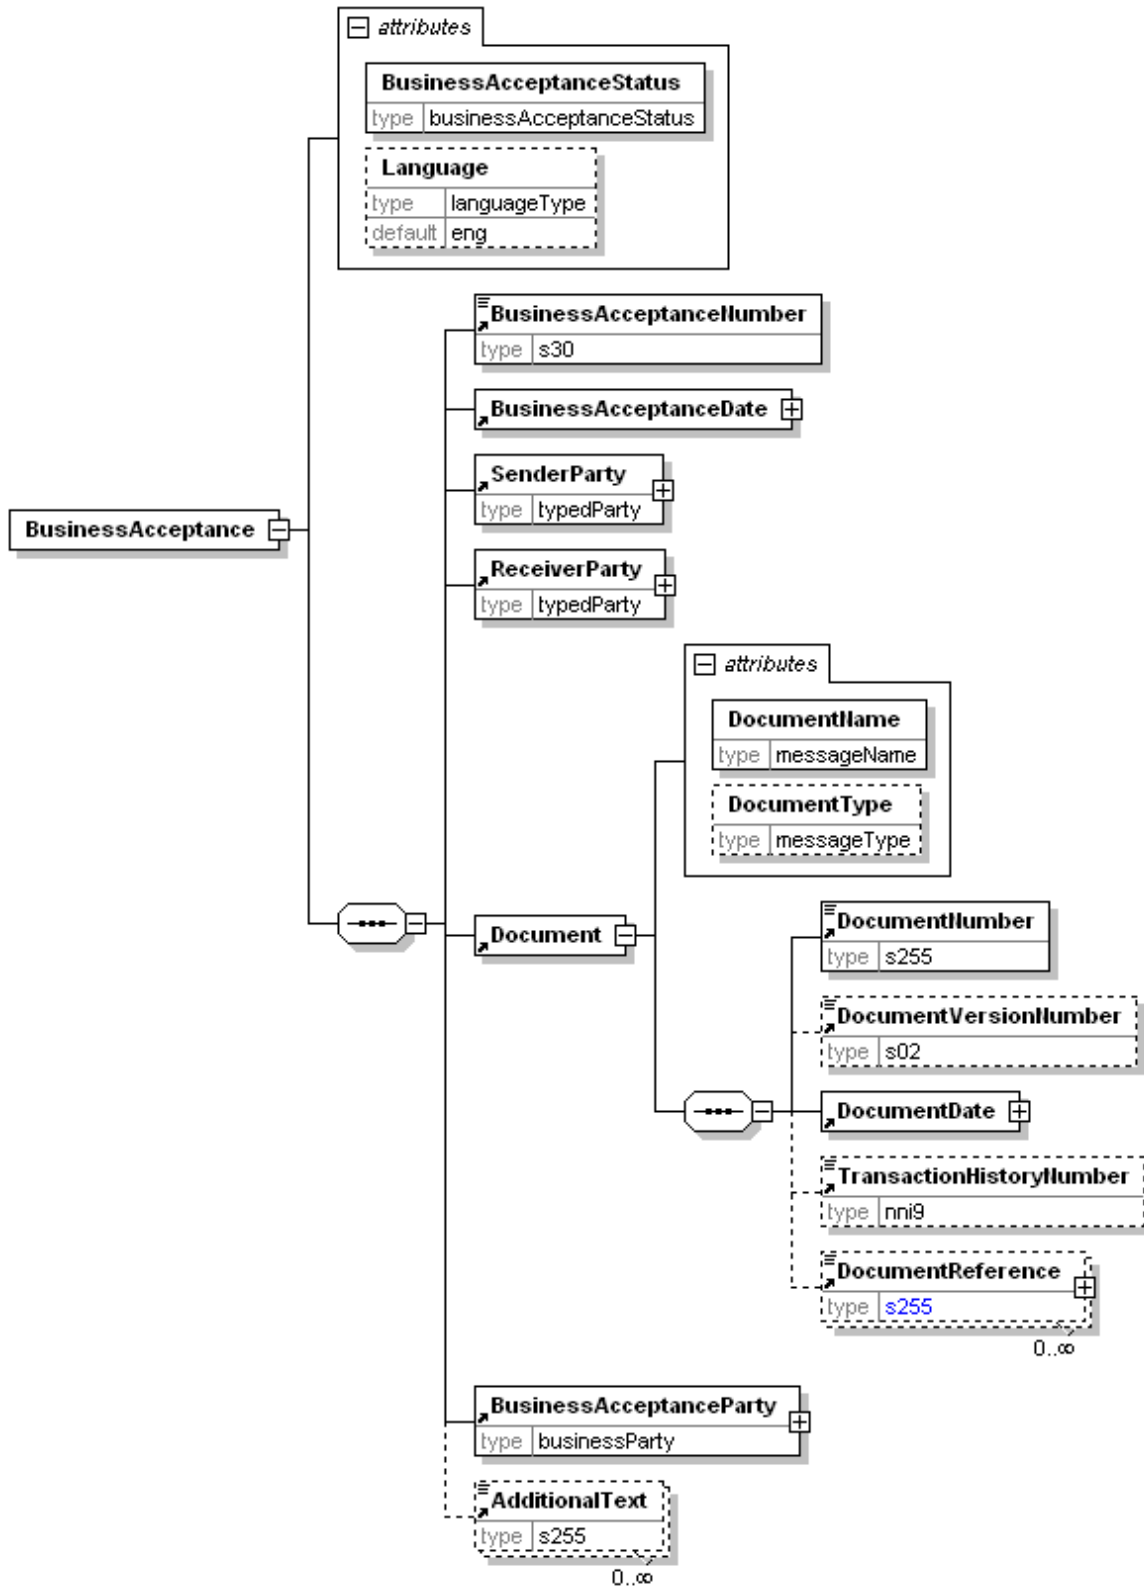 attributes
BusinessAcceptanceStatus
type businessAcceptanceStatus
Language
type languageType
default eng
BusinessAcceptanceNumber
type s30
BusinessAcceptanceDate
SenderParty
type typedParty
BusinessAcceptance
ReceiverParty
type typedParty
attributes
DocumentName
type messageName
DocumentType
type messageType
Document
DocumentNumber
type s255
DocumentVersionNumber
type s02
DocumentDate
TransactionHistoryNumber
type nni9
DocumentReference
type s255
0..∞
BusinessAcceptanceParty
type businessParty
AdditionalText
type s255
0..∞